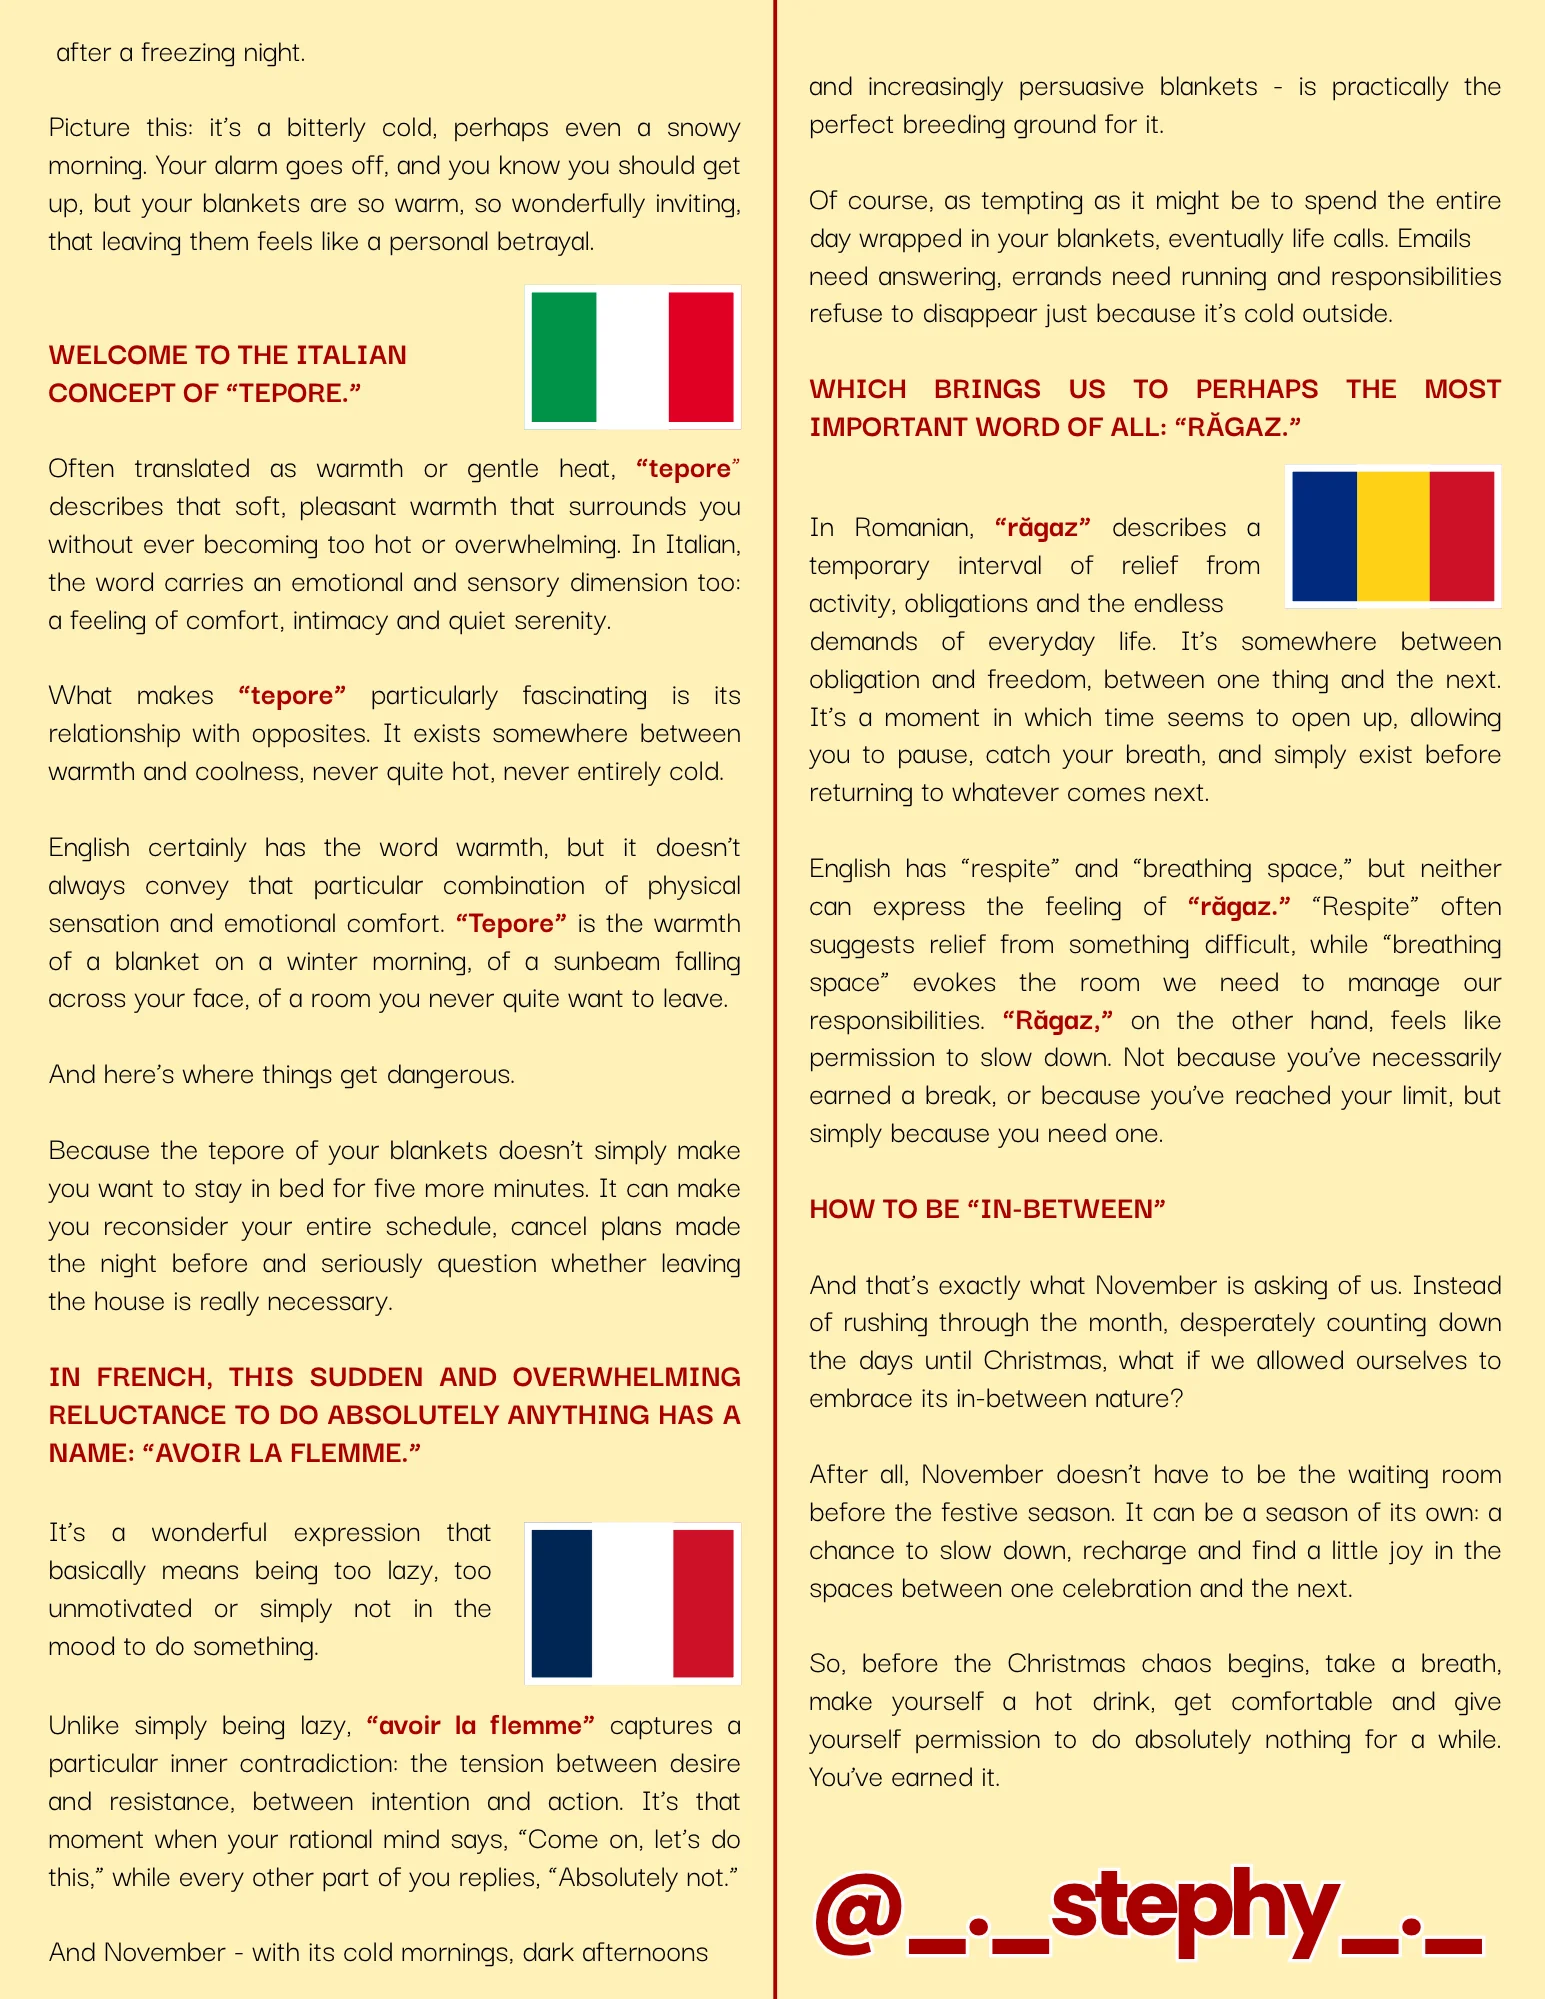 after a freezing night.
Picture this: it's a bitterly cold, perhaps even a snowy
morning. Your alarm goes off, and you know you should get
up, but your blankets are so warm, so wonderfully inviting,
that leaving them feels like a personal betrayal.
WELCOME TO THE ITALIAN
CONCEPT OF “TEPORE.”
Often translated as warmth or gentle heat, “tepore”
describes that soft, pleasant warmth that surrounds you
without ever becoming too hot or overwhelming. In Italian,
the word carries an emotional and sensory dimension too:
a feeling of comfort, intimacy and quiet serenity.
What makes “tepore” particularly fascinating is its
relationship with opposites. It exists somewhere between
warmth and coolness, never quite hot, never entirely cold.
English certainly has the word warmth, but it doesn't
always convey that particular combination of physical
sensation and emotional comfort. “Tepore” is the warmth
of a blanket on a winter morning, of a sunbeam falling
across your face, of a room you never quite want to leave.
And here's where things get dangerous.
Because the tepore of your blankets doesn't simply make
you want to stay in bed for five more minutes. It can make
you reconsider your entire schedule, cancel plans made
the night before and seriously question whether leaving
the house is really necessary.
IN FRENCH, THIS SUDDEN AND OVERWHELMING
RELUCTANCE TO DO ABSOLUTELY ANYTHING HAS A
NAME: “AVOIR LA FLEMME.”
It's a wonderful expression that
basically means being too lazy, too
unmotivated or simply not in the
mood to do something.
Unlike simply being lazy, “avoir la flemme” captures a
particular inner contradiction: the tension between desire
and resistance, between intention and action. It's that
moment when your rational mind says, “Come on, let's do
this,” while every other part of you replies, “Absolutely not.”
And November - with its cold mornings, dark afternoons
and increasingly persuasive blankets - is practically the
perfect breeding ground for it.
Of course, as tempting as it might be to spend the entire
day wrapped in your blankets, eventually life calls. Emails
need answering, errands need running and responsibilities
refuse to disappear just because it's cold outside.
WHICH BRINGS US TO PERHAPS THE MOST
IMPORTANT WORD OF ALL: “RĂGAZ.”
In Romanian, “răgaz” describes a
temporary interval of relief from
activity, obligations and the endless
demands of everyday life. It's somewhere between
obligation and freedom, between one thing and the next.
It's a moment in which time seems to open up, allowing
you to pause, catch your breath, and simply exist before
returning to whatever comes next.
English has “respite” and “breathing space,” but neither
can express the feeling of “răgaz.” “Respite” often
suggests relief from something difficult, while “breathing
space” evokes the room we need to manage our
responsibilities. “Răgaz,” on the other hand, feels like
permission to slow down. Not because you've necessarily
earned a break, or because you've reached your limit, but
simply because you need one.
HOW TO BE “IN-BETWEEN”
And that's exactly what November is asking of us. Instead
of rushing through the month, desperately counting down
the days until Christmas, what if we allowed ourselves to
embrace its in-between nature?
After all, November doesn't have to be the waiting room
before the festive season. It can be a season of its own: a
chance to slow down, recharge and find a little joy in the
spaces between one celebration and the next.
So, before the Christmas chaos begins, take a breath,
make yourself a hot drink, get comfortable and give
yourself permission to do absolutely nothing for a while.
You've earned it.
@_._stephy_._